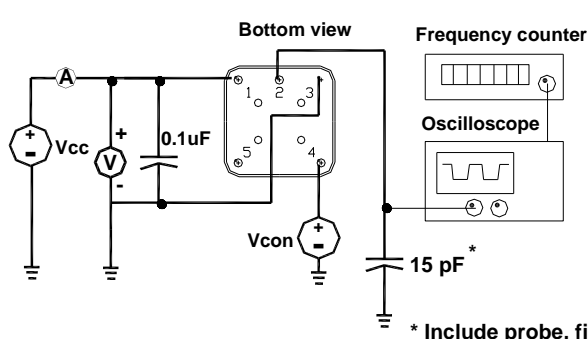 Bottom view
Frequency counter
A
1
2
3
+
-
Vcc
+
V
-
0.1uF
5
4
Oscilloscope
Vcon
+
-
15 pF *
* Include probe, fi